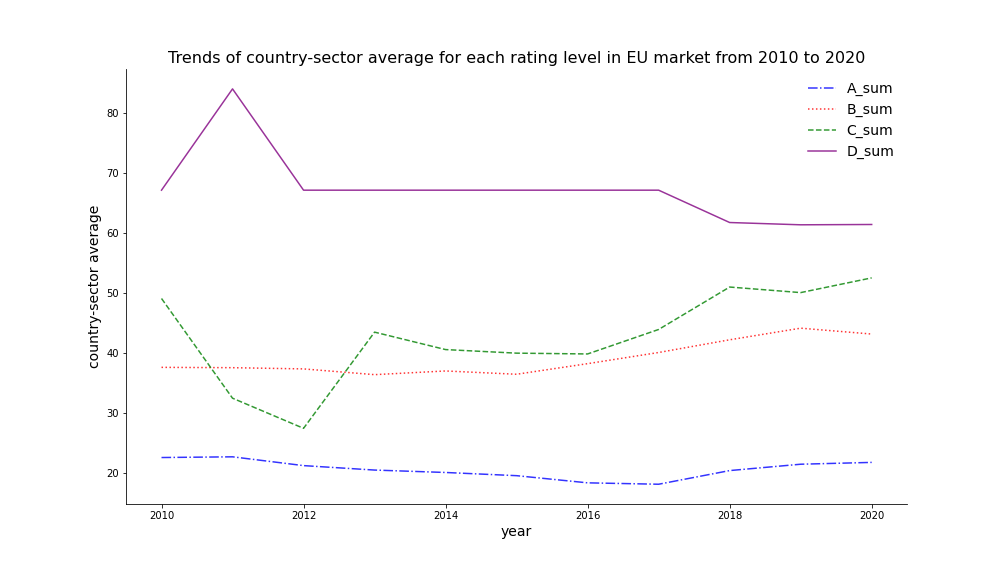 Trends of country-sector average for each rating level in EU market from 2010 to 2020
A_sum
B_sum
C_sum
D_sum
country-sector average
80
70
60
50
40
30
20
2010 2012 2014 2016 2018 2020
year